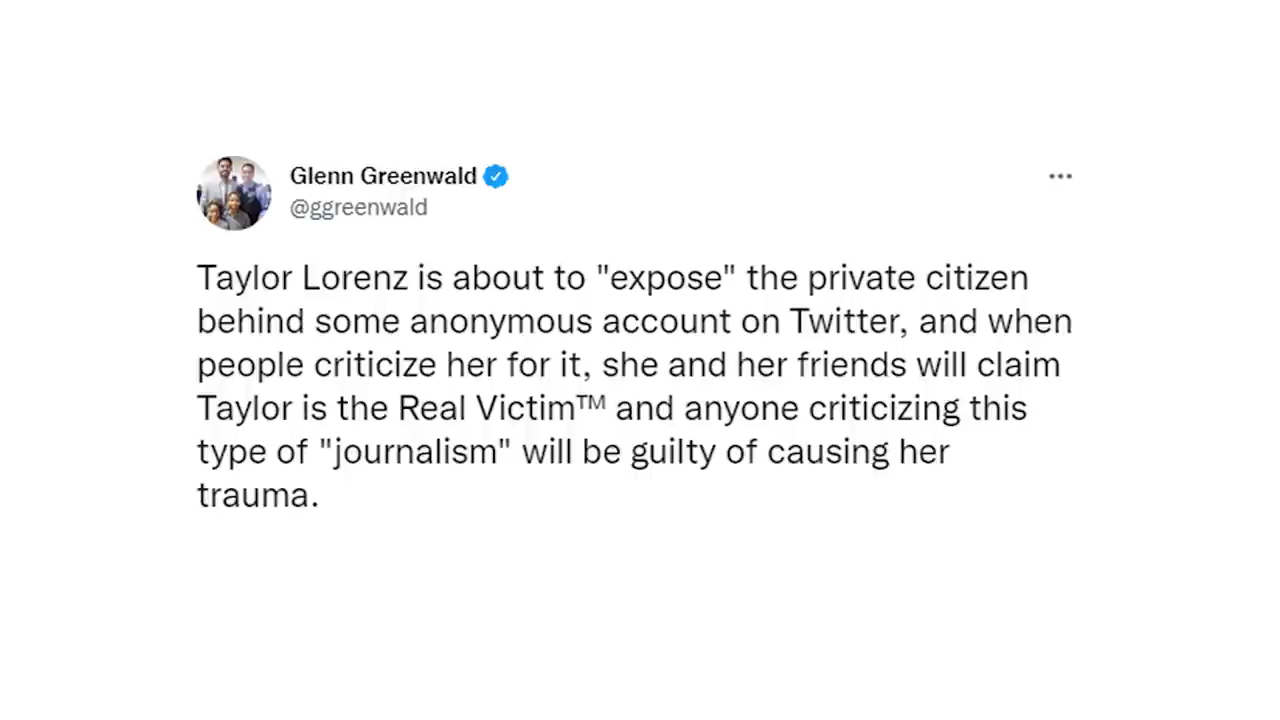 Glenn Greenwald
@ggreenwald
Taylor Lorenz is about to "expose" the private citizen
behind some anonymous account on Twitter, and when
people criticize her for it, she and her friends will claim
Taylor is the Real Victim™ and anyone criticizing this
type of "journalism" will be guilty of causing her
trauma.